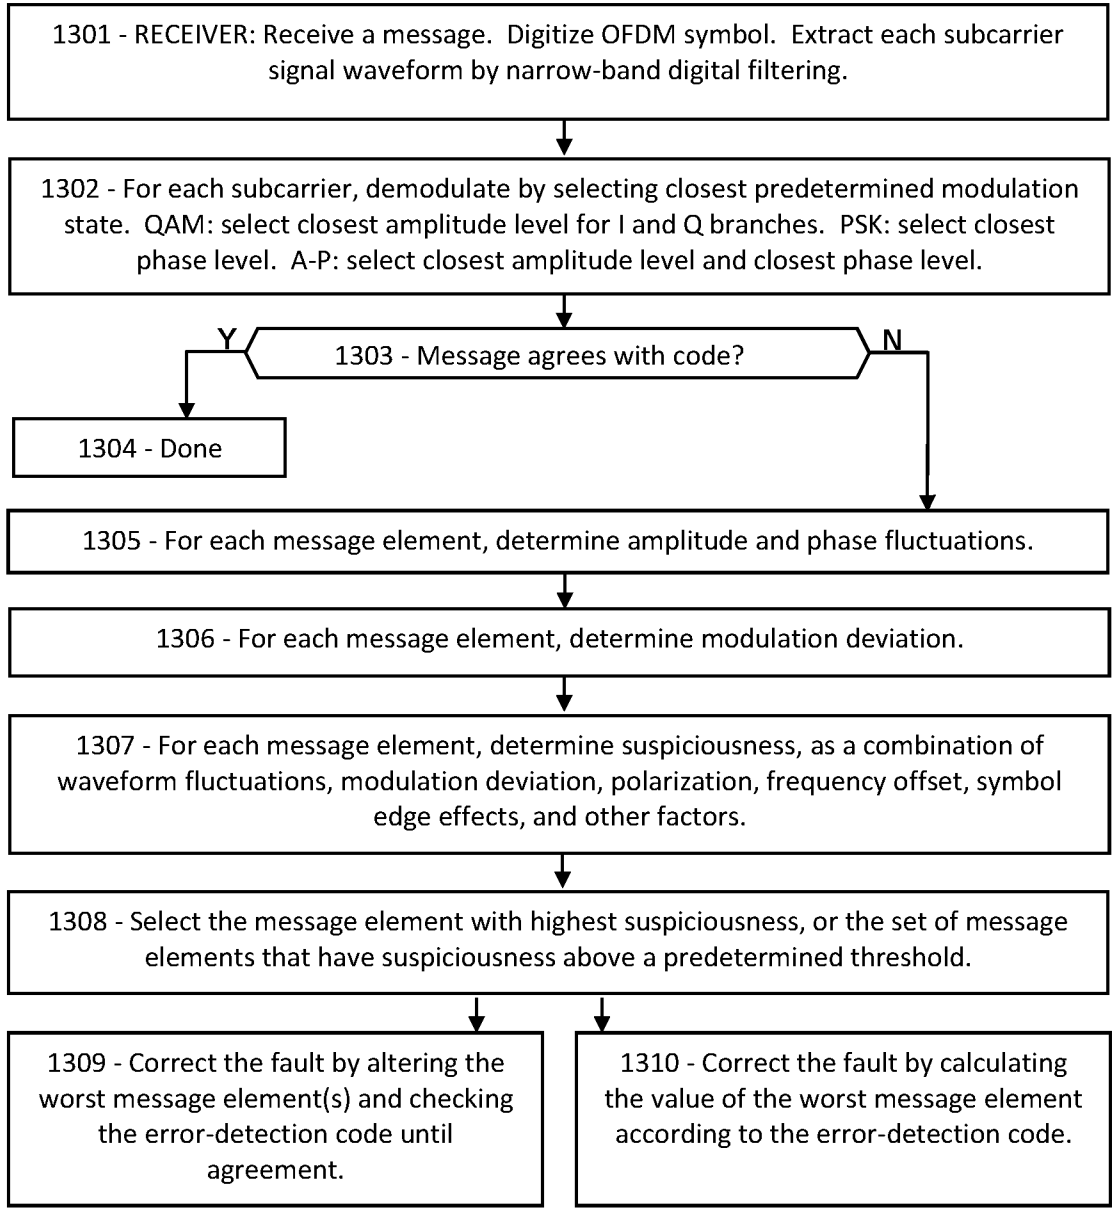 1301 - RECEIVER: Receive a message. Digitize OFDM symbol. Extract each subcarrier
signal waveform by narrow-band digital filtering.
1302 - For each subcarrier, demodulate by selecting closest predetermined modulation
state. QAM: select closest amplitude level for I and Q branches. PSK: select closest
phase level. A-P: select closest amplitude level and closest phase level.
Y
1303 - Message agrees with code?
N
1304 - Done
1305 - For each message element, determine amplitude and phase fluctuations.
1306 - For each message element, determine modulation deviation.
1307 - For each message element, determine suspiciousness, as a combination of
waveform fluctuations, modulation deviation, polarization, frequency offset, symbol
edge effects, and other factors.
1308 - Select the message element with highest suspiciousness, or the set of message
elements that have suspiciousness above a predetermined threshold.
1309 - Correct the fault by altering the
worst message element(s) and checking
the error-detection code until
agreement.
1310 - Correct the fault by calculating
the value of the worst message element
according to the error-detection code.